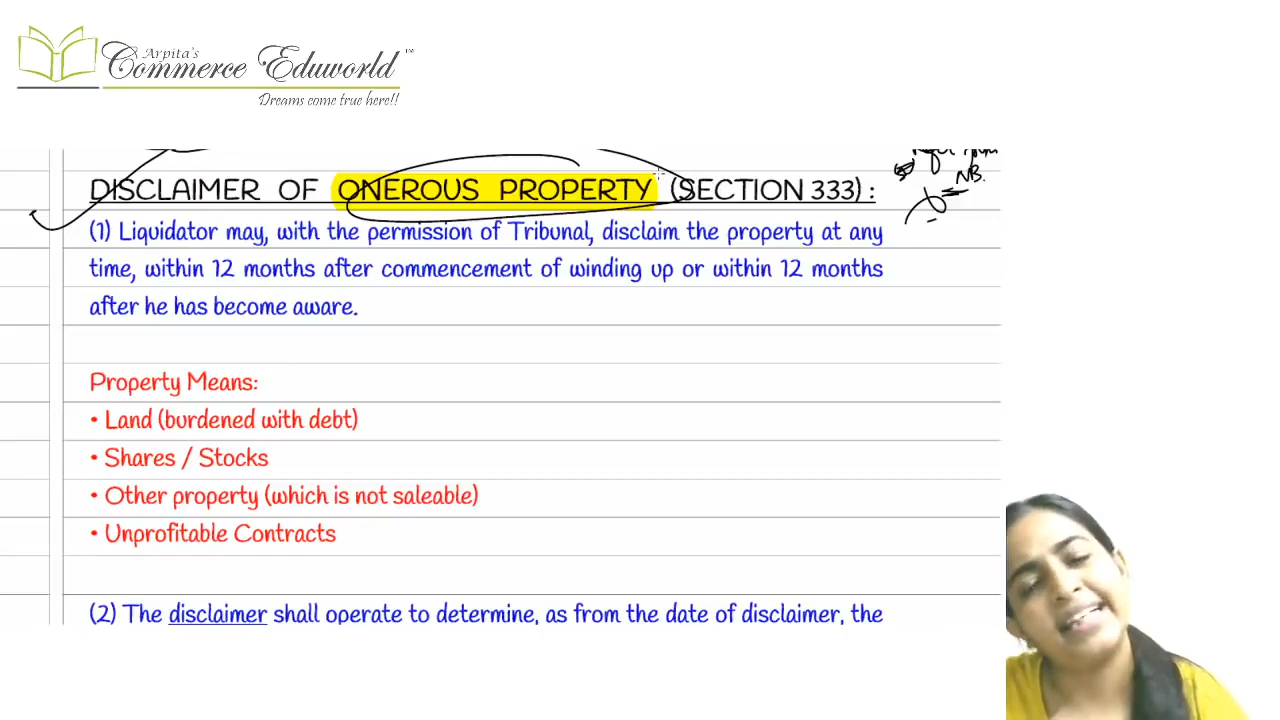 Arpita's
Commerce Eduworld™
Dreams come true here!!
NB.
DISCLAIMER OF ONEROUS PROPERTY (SECTION 333) :
(1) Liquidator may, with the permission of Tribunal, disclaim the property at any
time, within 12 months after commencement of winding up or within 12 months
after he has become aware.
Property Means:
• Land (burdened with debt)
• Shares / Stocks
• Other property (which is not saleable)
• Unprofitable Contracts
(2) The disclaimer shall operate to determine, as from the date of disclaimer, the